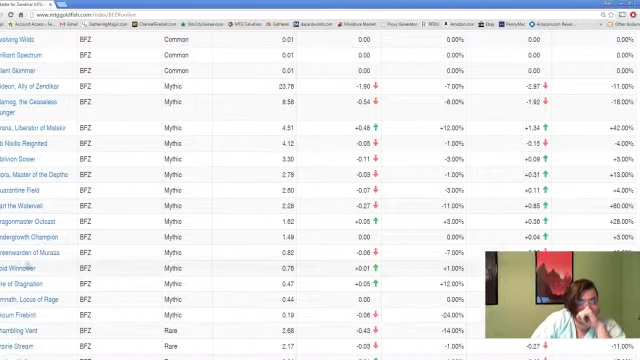 www.mtggoldfish.com/index/BFZ#online
olving Wilds BFZ Common 0.01 0.00 0.00% 0.00 0.00%
illiant Spectrum BFZ Common 0.01 0.00 0.00% 0.00 0.00%
lent Skimmer BFZ Common 0.01 0.00 0.00% 0.00 0.00%
ideon, Ally of Zendikar BFZ Mythic 23.76 -1.90 -7.00% -2.97 -11.00%
lamog, the Ceaseless
unger BFZ Mythic 8.58 -0.54 -6.00% -1.92 -18.00%
rana, Liberator of Malakir BFZ Mythic 4.51 +0.48 +12.00% +1.34 +42.00%
b Nixilis Reignited BFZ Mythic 4.12 -0.05 -1.00% -0.15 -4.00%
blivion Sower BFZ Mythic 3.30 -0.11 -3.00% +0.09 +3.00%
ora, Master of the Depths BFZ Mythic 2.78 -0.03 -1.00% +0.31 +13.00%
uarantine Field BFZ Mythic 2.60 -0.07 -3.00% +0.11 +4.00%
art the Waterveil BFZ Mythic 2.28 -0.27 -11.00% +0.85 +60.00%
ragonmaster Outcast BFZ Mythic 1.62 +0.05 +3.00% +0.36 +28.00%
ndergrowth Champion BFZ Mythic 1.49 0.00 0.00% +0.04 +3.00%
reenwarden of Murasa BFZ Mythic 0.82 -0.06 -7.00%
oid Winnower BFZ Mythic 0.76 +0.01 +1.00%
re of Stagnation BFZ Mythic 0.47 +0.05 +12.00%
mnath, Locus of Rage BFZ Mythic 0.44 0.00 0.00%
koum Firebird BFZ Mythic 0.19 -0.06 -24.00%
hambling Vent BFZ Rare 2.68 -0.43 -14.00%
rairie Stream BFZ Rare 2.17 -0.03 -1.00% -0.27 -11.00%